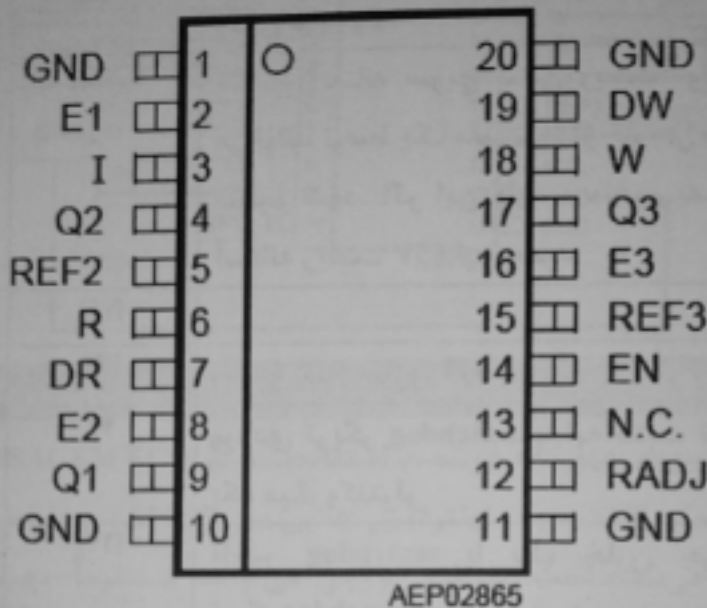 GND 1 20 GND
E1 2 19 DW
I 3 18 W
Q2 4 17 Q3
REF2 5 16 E3
R 6 15 REF3
DR 7 14 EN
E2 8 13 N.C.
Q1 9 12 RADJ
GND 10 11 GND
AEP02865